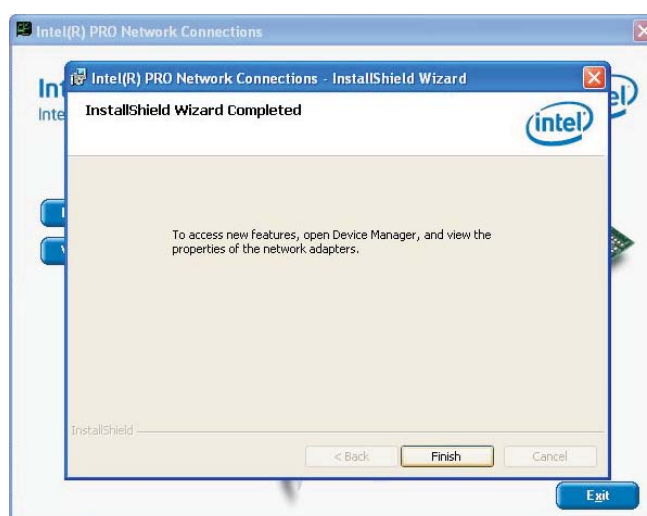 Intel(R) PRO Network Connections
Intel(R) PRO Network Connections - InstallShield Wizard
InstallShield Wizard Completed
intel
To access new features, open Device Manager, and view the
properties of the network adapters.
InstallShield
< Back
Finish
Cancel
Exit